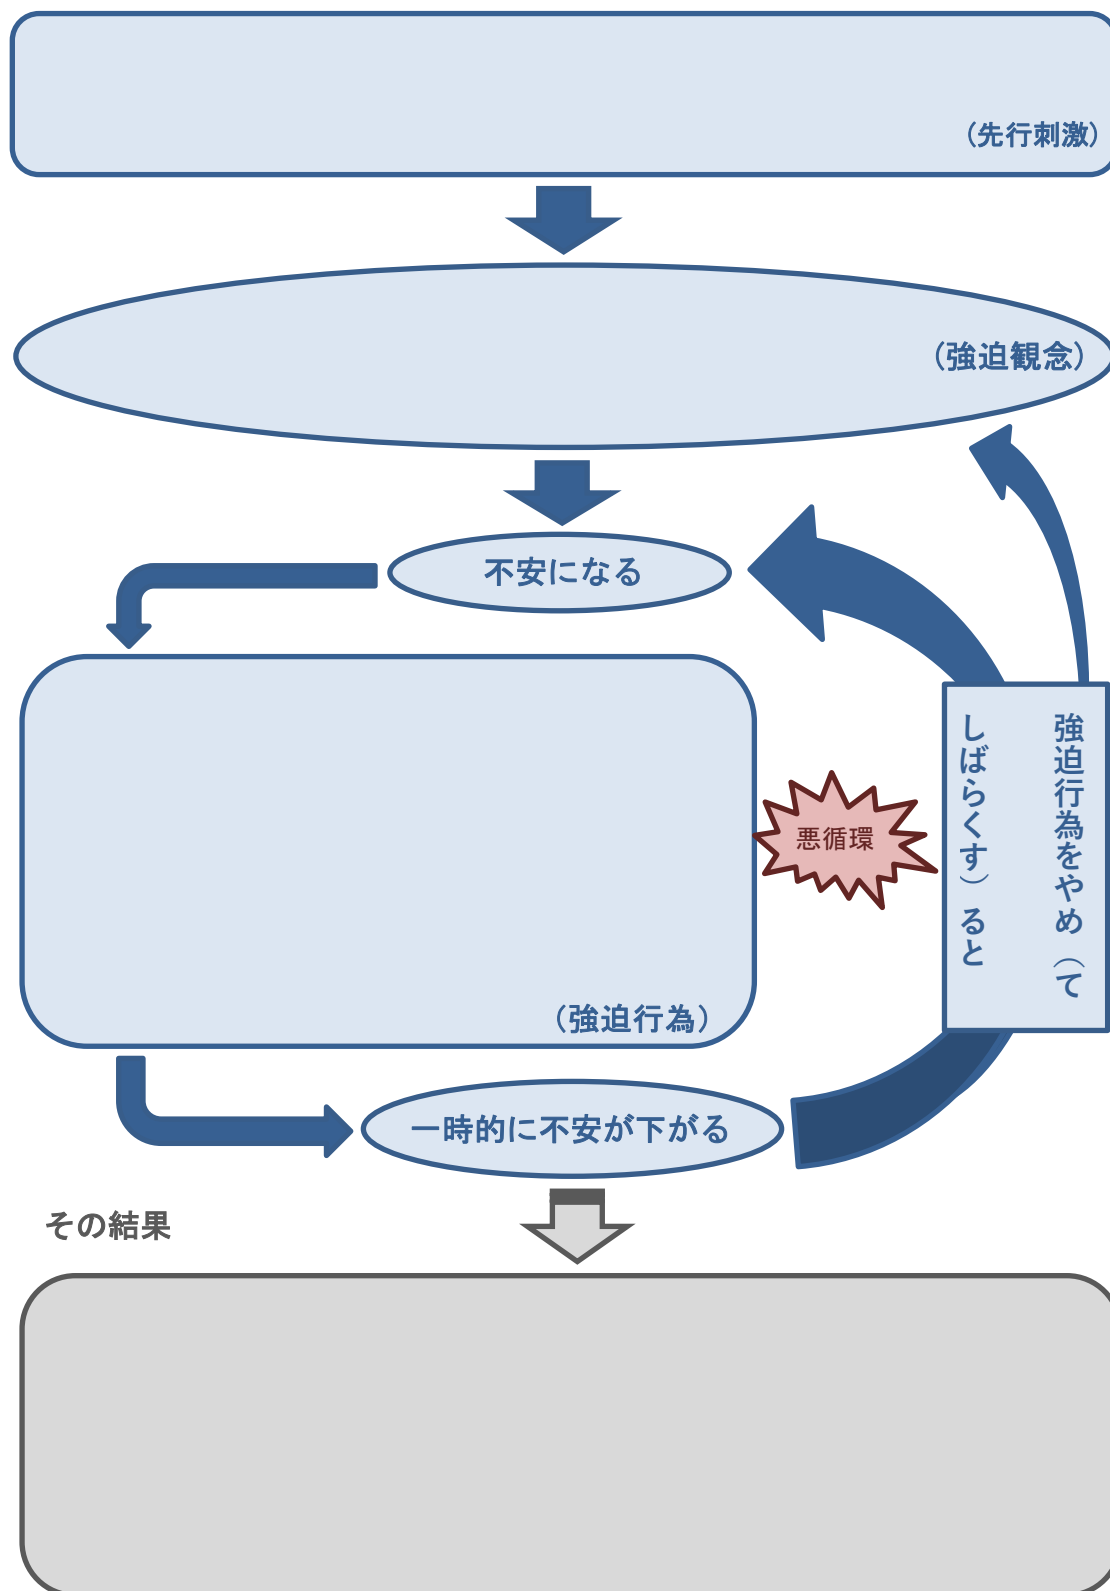 （先行刺激）
（強迫観念）
不安になる
強迫行為をやめ（て
しばらくす）ると
悪循環
（強迫行為）
一時的に不安が下がる
その結果